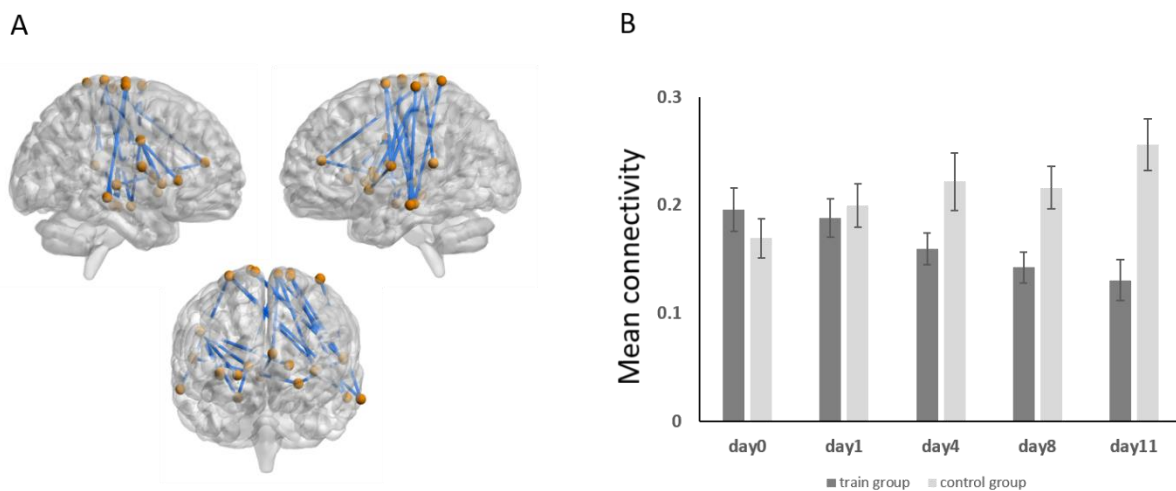 A
B
Mean connectivity
0.3
0.2
0.1
0
day0 day1 day4 day8 day11
train group control group